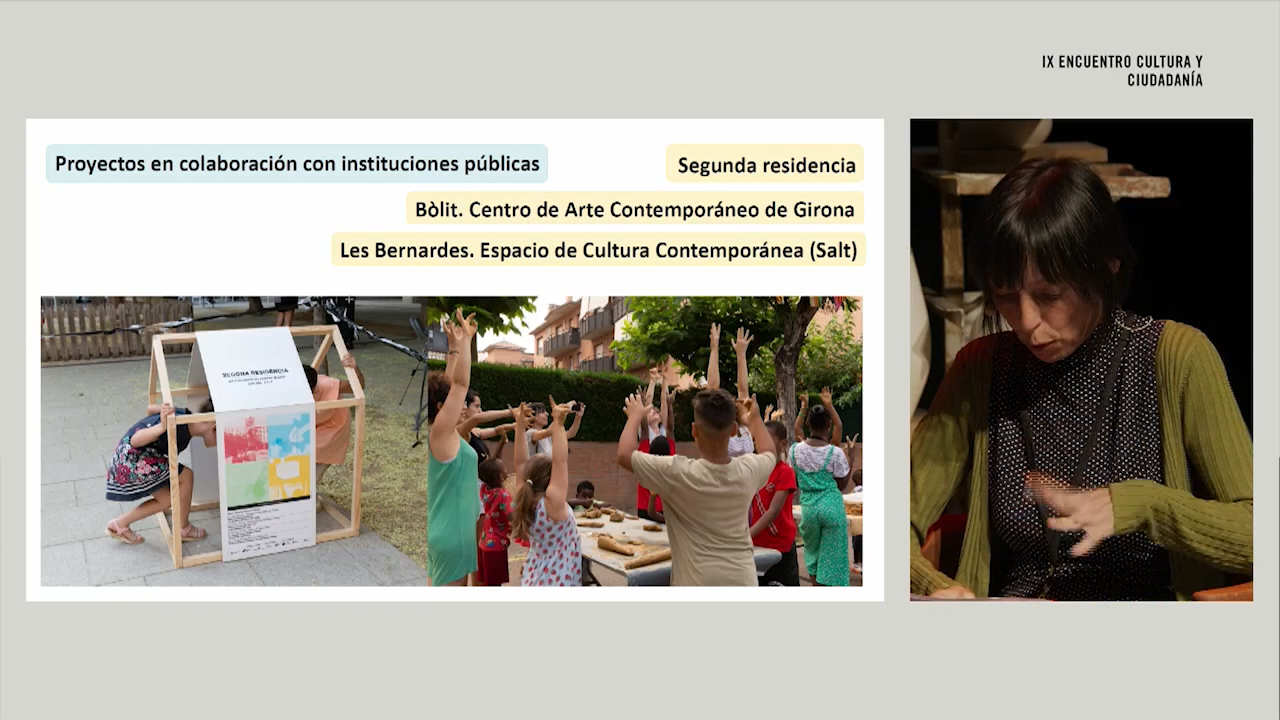 IX ENCUENTRO CULTURA Y
CIUDADANÍA
Proyectos en colaboración con instituciones públicas
Segunda residencia
Bòlit. Centro de Arte Contemporáneo de Girona
Les Bernardes. Espacio de Cultura Contemporánea (Salt)
SEGONA RESIDÈNCIA